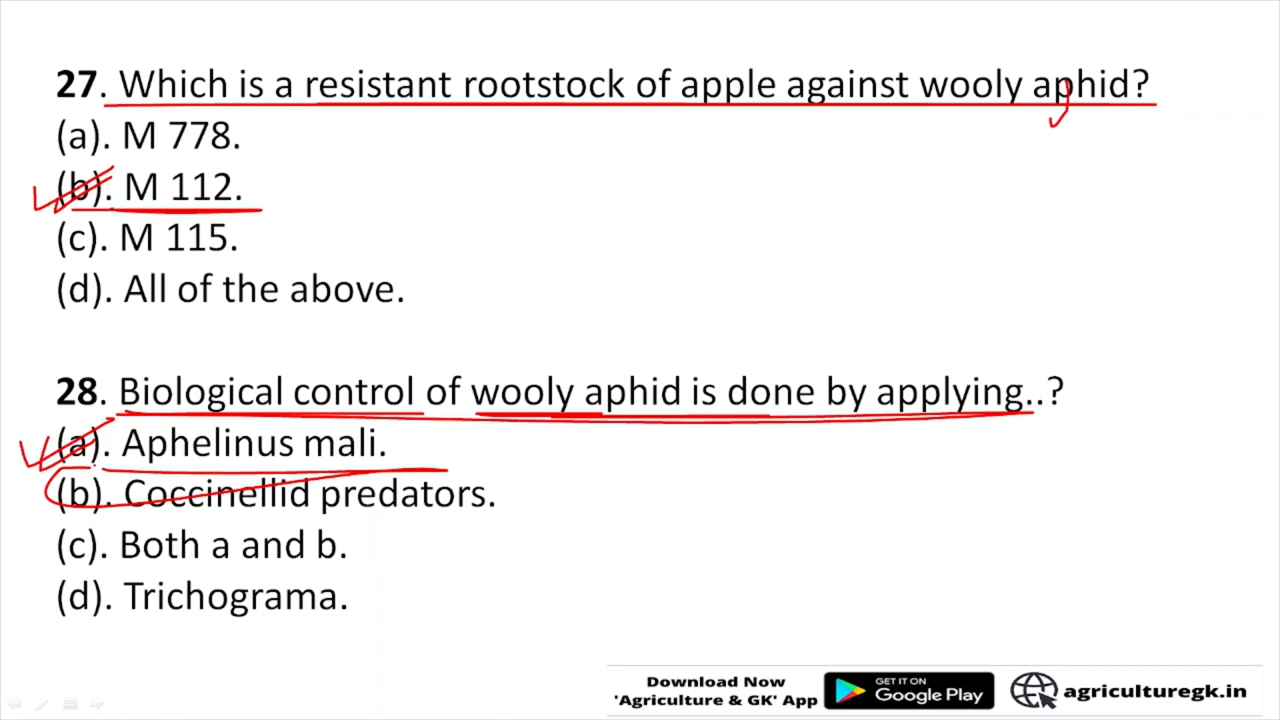 27. Which is a resistant rootstock of apple against wooly aphid?
(a). M 778.
(b). M 112.
(c). M 115.
(d). All of the above.
28. Biological control of wooly aphid is done by applying..?
(a). Aphelinus mali.
(b). Coccinellid predators.
(c). Both a and b.
(d). Trichograma.
Download Now
'Agriculture & GK' App
GET IT ON
Google Play
agriculturegk.in